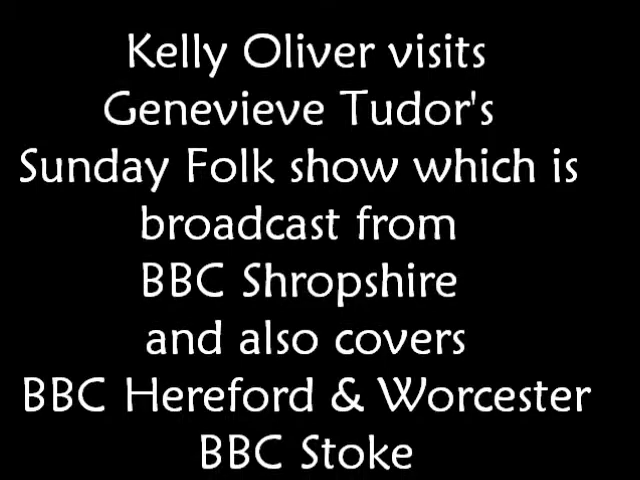 Kelly Oliver visits
Genevieve Tudor's
Sunday Folk show which is
broadcast from
BBC Shropshire
and also covers
BBC Hereford & Worcester
BBC Stoke